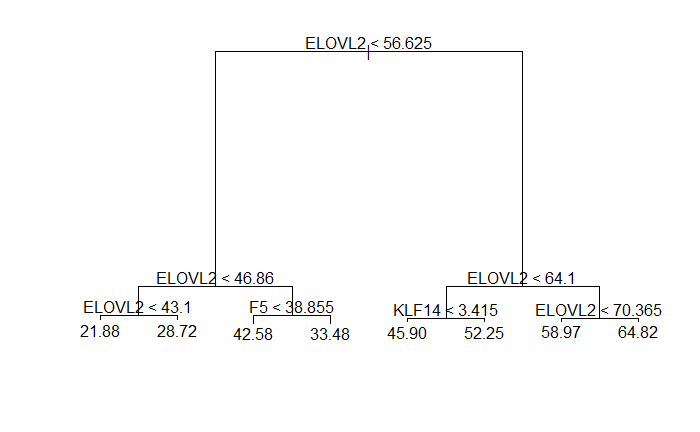 ELOVL2 < 56.625
ELOVL2 < 46.86
ELOVL2 < 64.1
ELOVL2 < 43.1
F5 < 38.855
KLF14 < 3.415
ELOVL2 < 70.365
21.88
28.72
42.58
33.48
45.90
52.25
58.97
64.82